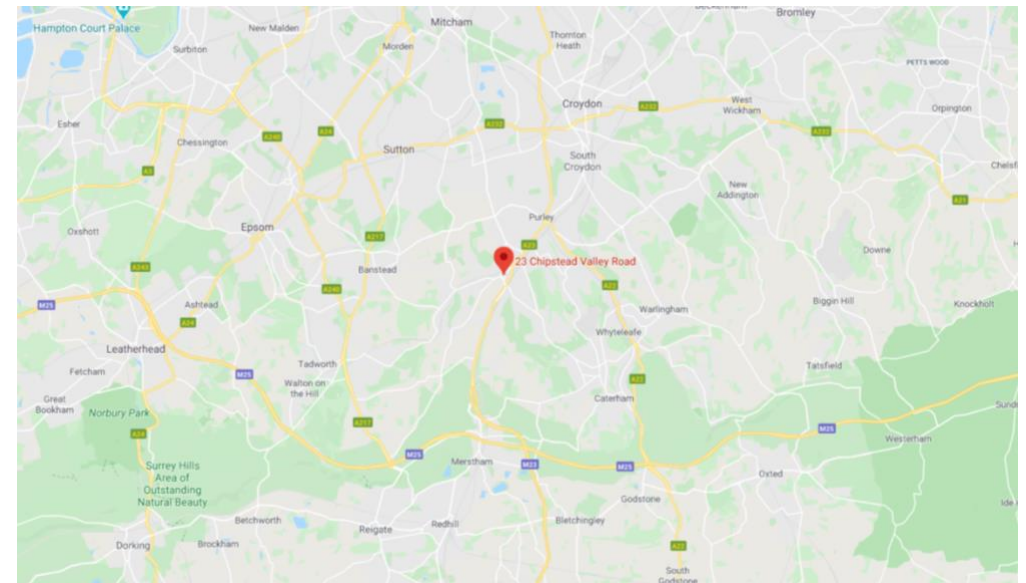 Bromley
Hampton Court Palace
New Malden
Mitcham
Surbiton
Morden
Thornton
Heath
PETTS WOOD
Croydon
A232
West
Wickham
Orpington
Esher
A240
A24
A232
A232
Chessington
Sutton
South
Croydon
Chelsf
A3
New
Addington
A21
Purley
Oxshott
Epsom
A217
A23
Downe
23 Chipstead Valley Road
Banstead
A243
A240
A22
M25
Ashtead
Warlingham
Biggin Hill
Knockholt
A24
Whyteleafe
Leatherhead
Tadworth
Tatsfield
Fetcham
M25
Walton on
the Hill
A22
Great
Bookham
Norbury Park
Caterham
Sund
A24
A217
M25
Westerham
M25
Merstham
M23
M25
Oxted
Surrey Hills
Area of
Outstanding
Natural Beauty
Godstone
Ide
Betchworth
Reigate
Redhill
Bletchingley
Dorking
Brockham
A22
South
Godstone